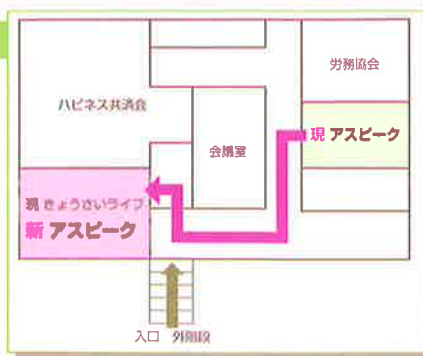 労務協会
ハピネス共済会
現 アスピーク
会議室
現 きょうさいライフ
新 アスピーク
入口 外階段